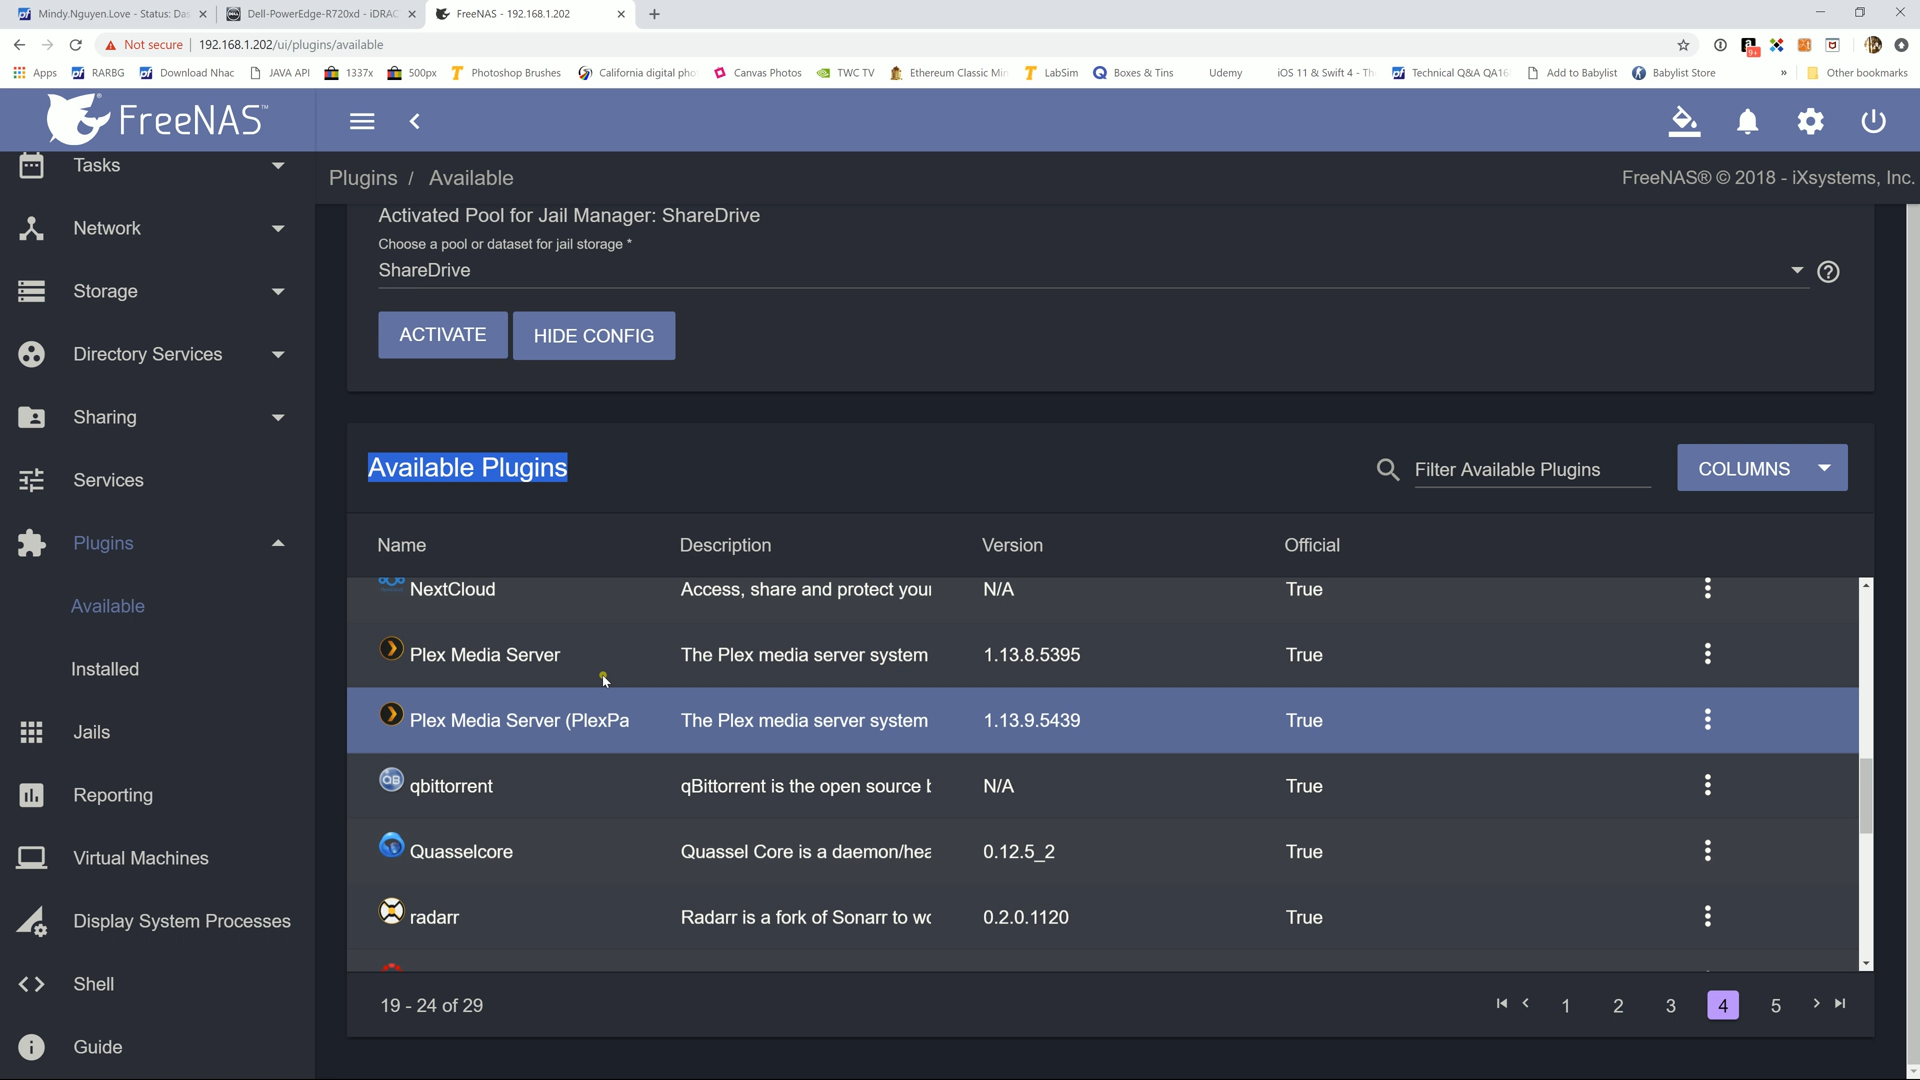 Mindy.Nguyen.Love - Status: Das
Dell-PowerEdge-R720xd - iDRAC
FreeNAS - 192.168.1.202
Not secure
192.168.1.202/ui/plugins/available
9+
Apps
RARBG
Download Nhac
JAVA API
1337x
500px
Photoshop Brushes
California digital pho
Canvas Photos
TWC TV
Ethereum Classic Min
LabSim
Boxes & Tins
Udemy
iOS 11 & Swift 4 - Th
Technical Q&A QA16
Add to Babylist
Babylist Store
»
Other bookmarks
FreeNAS™
Tasks
Network
Storage
Directory Services
Sharing
Services
Plugins
Available
Installed
Jails
Reporting
Virtual Machines
Display System Processes
Shell
Guide
Plugins / Available
FreeNAS® © 2018 - iXsystems, Inc.
Activated Pool for Jail Manager: ShareDrive
Choose a pool or dataset for jail storage *
ShareDrive
ACTIVATE
HIDE CONFIG
Available Plugins
Filter Available Plugins
COLUMNS
Name Description Version Official
NextCloud Access, share and protect your N/A True
Plex Media Server The Plex media server system 1.13.8.5395 True
Plex Media Server (PlexPa The Plex media server system 1.13.9.5439 True
qbittorrent qBittorrent is the open source b N/A True
Quasselcore Quassel Core is a daemon/hea 0.12.5_2 True
radarr Radarr is a fork of Sonarr to wo 0.2.0.1120 True
19 - 24 of 29
1 2 3 4 5